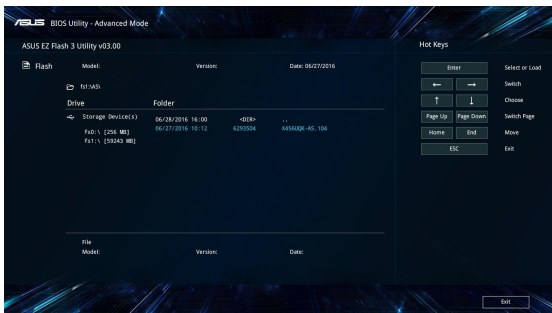 ASUS BIOS Utility - Advanced Mode
ASUS EZ Flash 3 Utility v03.00
Hot Keys
Flash
Model: Version: Date: 06/27/2016
fs1:\AS\
Drive Folder
Storage Device(s)
fs0:\ [256 MB]
fs1:\ [59243 MB]
06/28/2016 16:00 <DIR> ..
06/27/2016 10:12 6293504 X456UQK-AS.104
Enter Select or Load
← → Switch
↑ ↓ Choose
Page Up Page Down Switch Page
Home End Move
ESC Exit
File
Model: Version: Date:
Exit